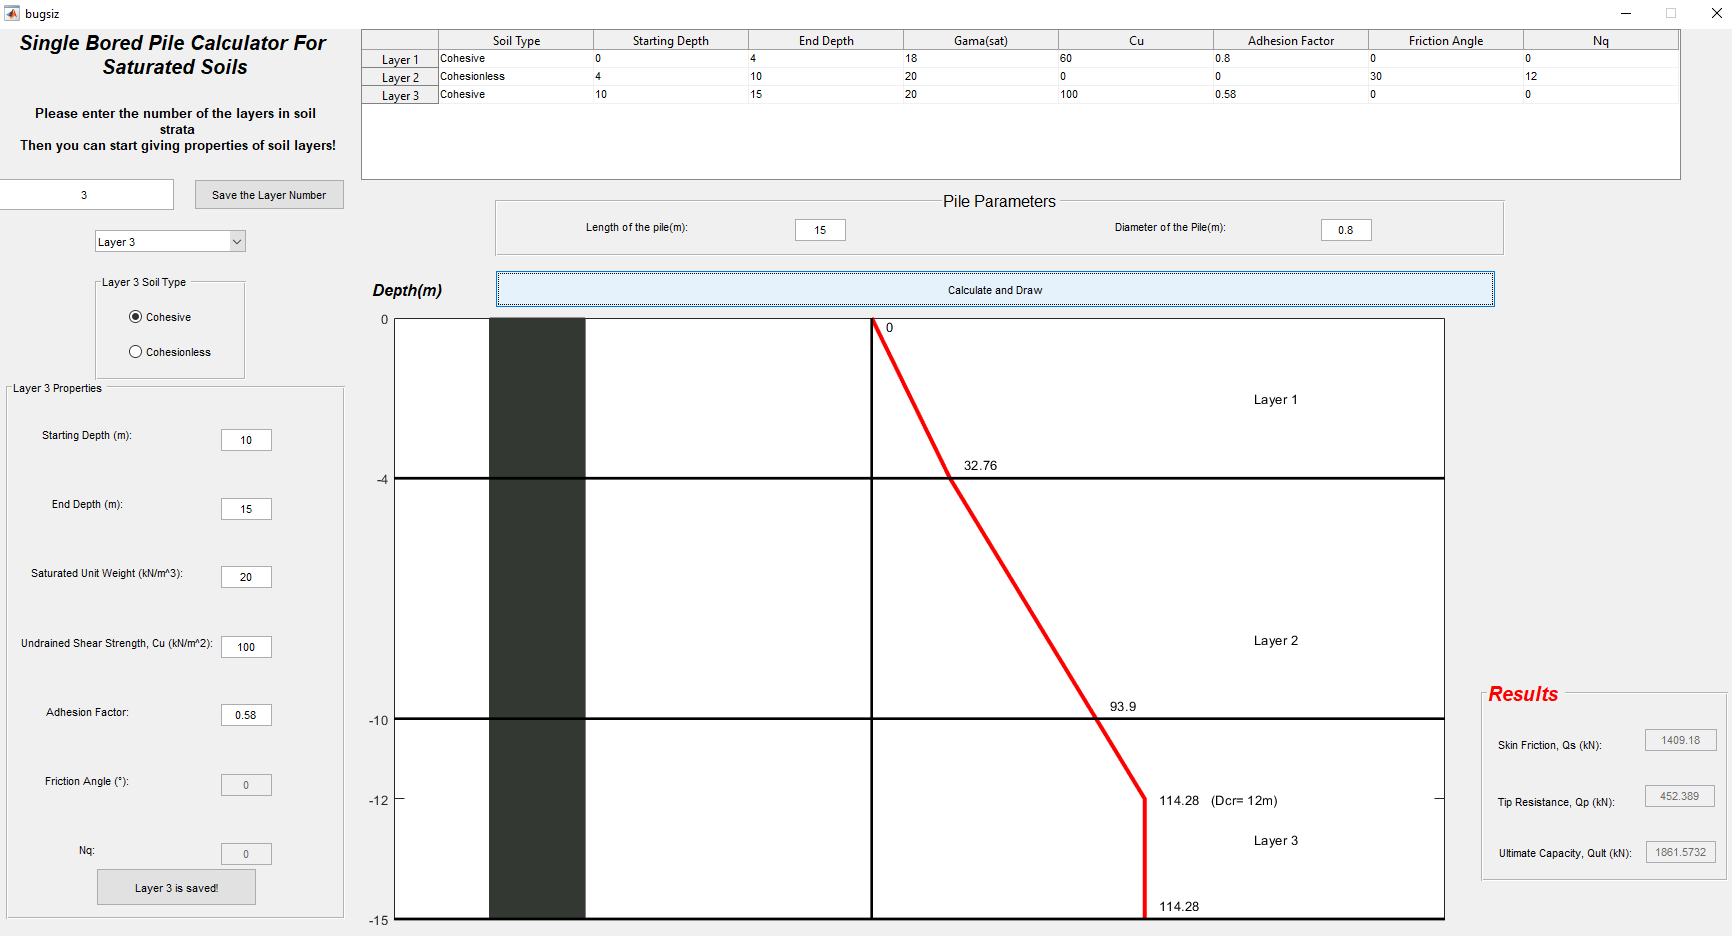 bugsiz
Single Bored Pile Calculator For
Saturated Soils
Please enter the number of the layers in soil
strata
Then you can start giving properties of soil layers!
3
Save the Layer Number
Layer 3
Layer 3 Soil Type
Cohesive
Cohesionless
Layer 3 Properties
Starting Depth (m): 10
End Depth (m): 15
Saturated Unit Weight (kN/m^3): 20
Undrained Shear Strength, Cu (kN/m^2): 100
Adhesion Factor: 0.58
Friction Angle (°): 0
Nq: 0
Layer 3 is saved!
Soil Type Starting Depth End Depth Gama(sat) Cu Adhesion Factor Friction Angle Nq
Layer 1 Cohesive 0 4 18 60 0.8 0 0
Layer 2 Cohesionless 4 10 20 0 0 30 12
Layer 3 Cohesive 10 15 20 100 0.58 0 0
Pile Parameters
Length of the pile(m): 15 Diameter of the Pile(m): 0.8
Calculate and Draw
Depth(m)
0
0
Layer 1
32.76
-4
Layer 2
93.9
-10
-12
114.28 (Dcr= 12m)
Layer 3
114.28
-15
Results
Skin Friction, Qs (kN): 1409.18
Tip Resistance, Qp (kN): 452.389
Ultimate Capacity, Qult (kN): 1861.5732